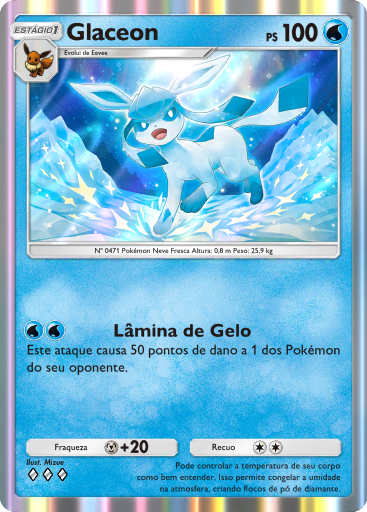 ESTÁGIO 1
Glaceon
PS 100
Evolui de Eevee
Nº 0471 Pokémon Neve Fresca Altura: 0,8 m Peso: 25,9 kg
Lâmina de Gelo
Este ataque causa 50 pontos de dano a 1 dos Pokémon
do seu oponente.
Fraqueza +20
Recuo
Ilust. Mizue
Pode controlar a temperatura de seu corpo
como bem entender. Isso permite congelar a umidade
na atmosfera, criando flocos de pó de diamante.